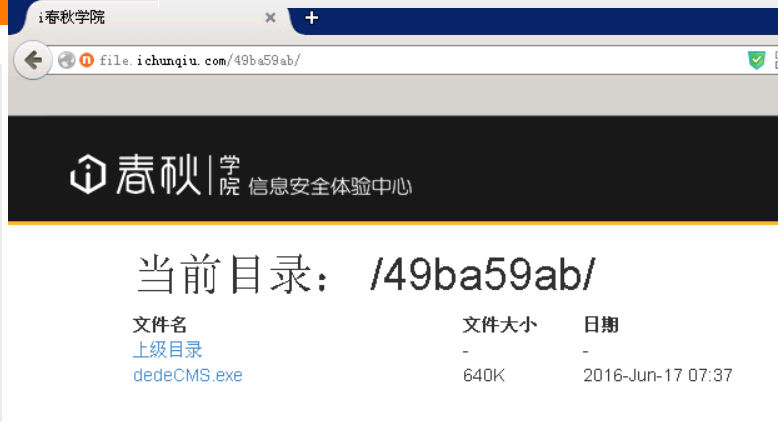 i春秋学院
file.ichunqiu.com/49ba59ab/
春秋学院 信息安全体验中心
当前目录： /49ba59ab/
文件名 文件大小 日期
上级目录 - -
dedeCMS.exe 640K 2016-Jun-17 07:37